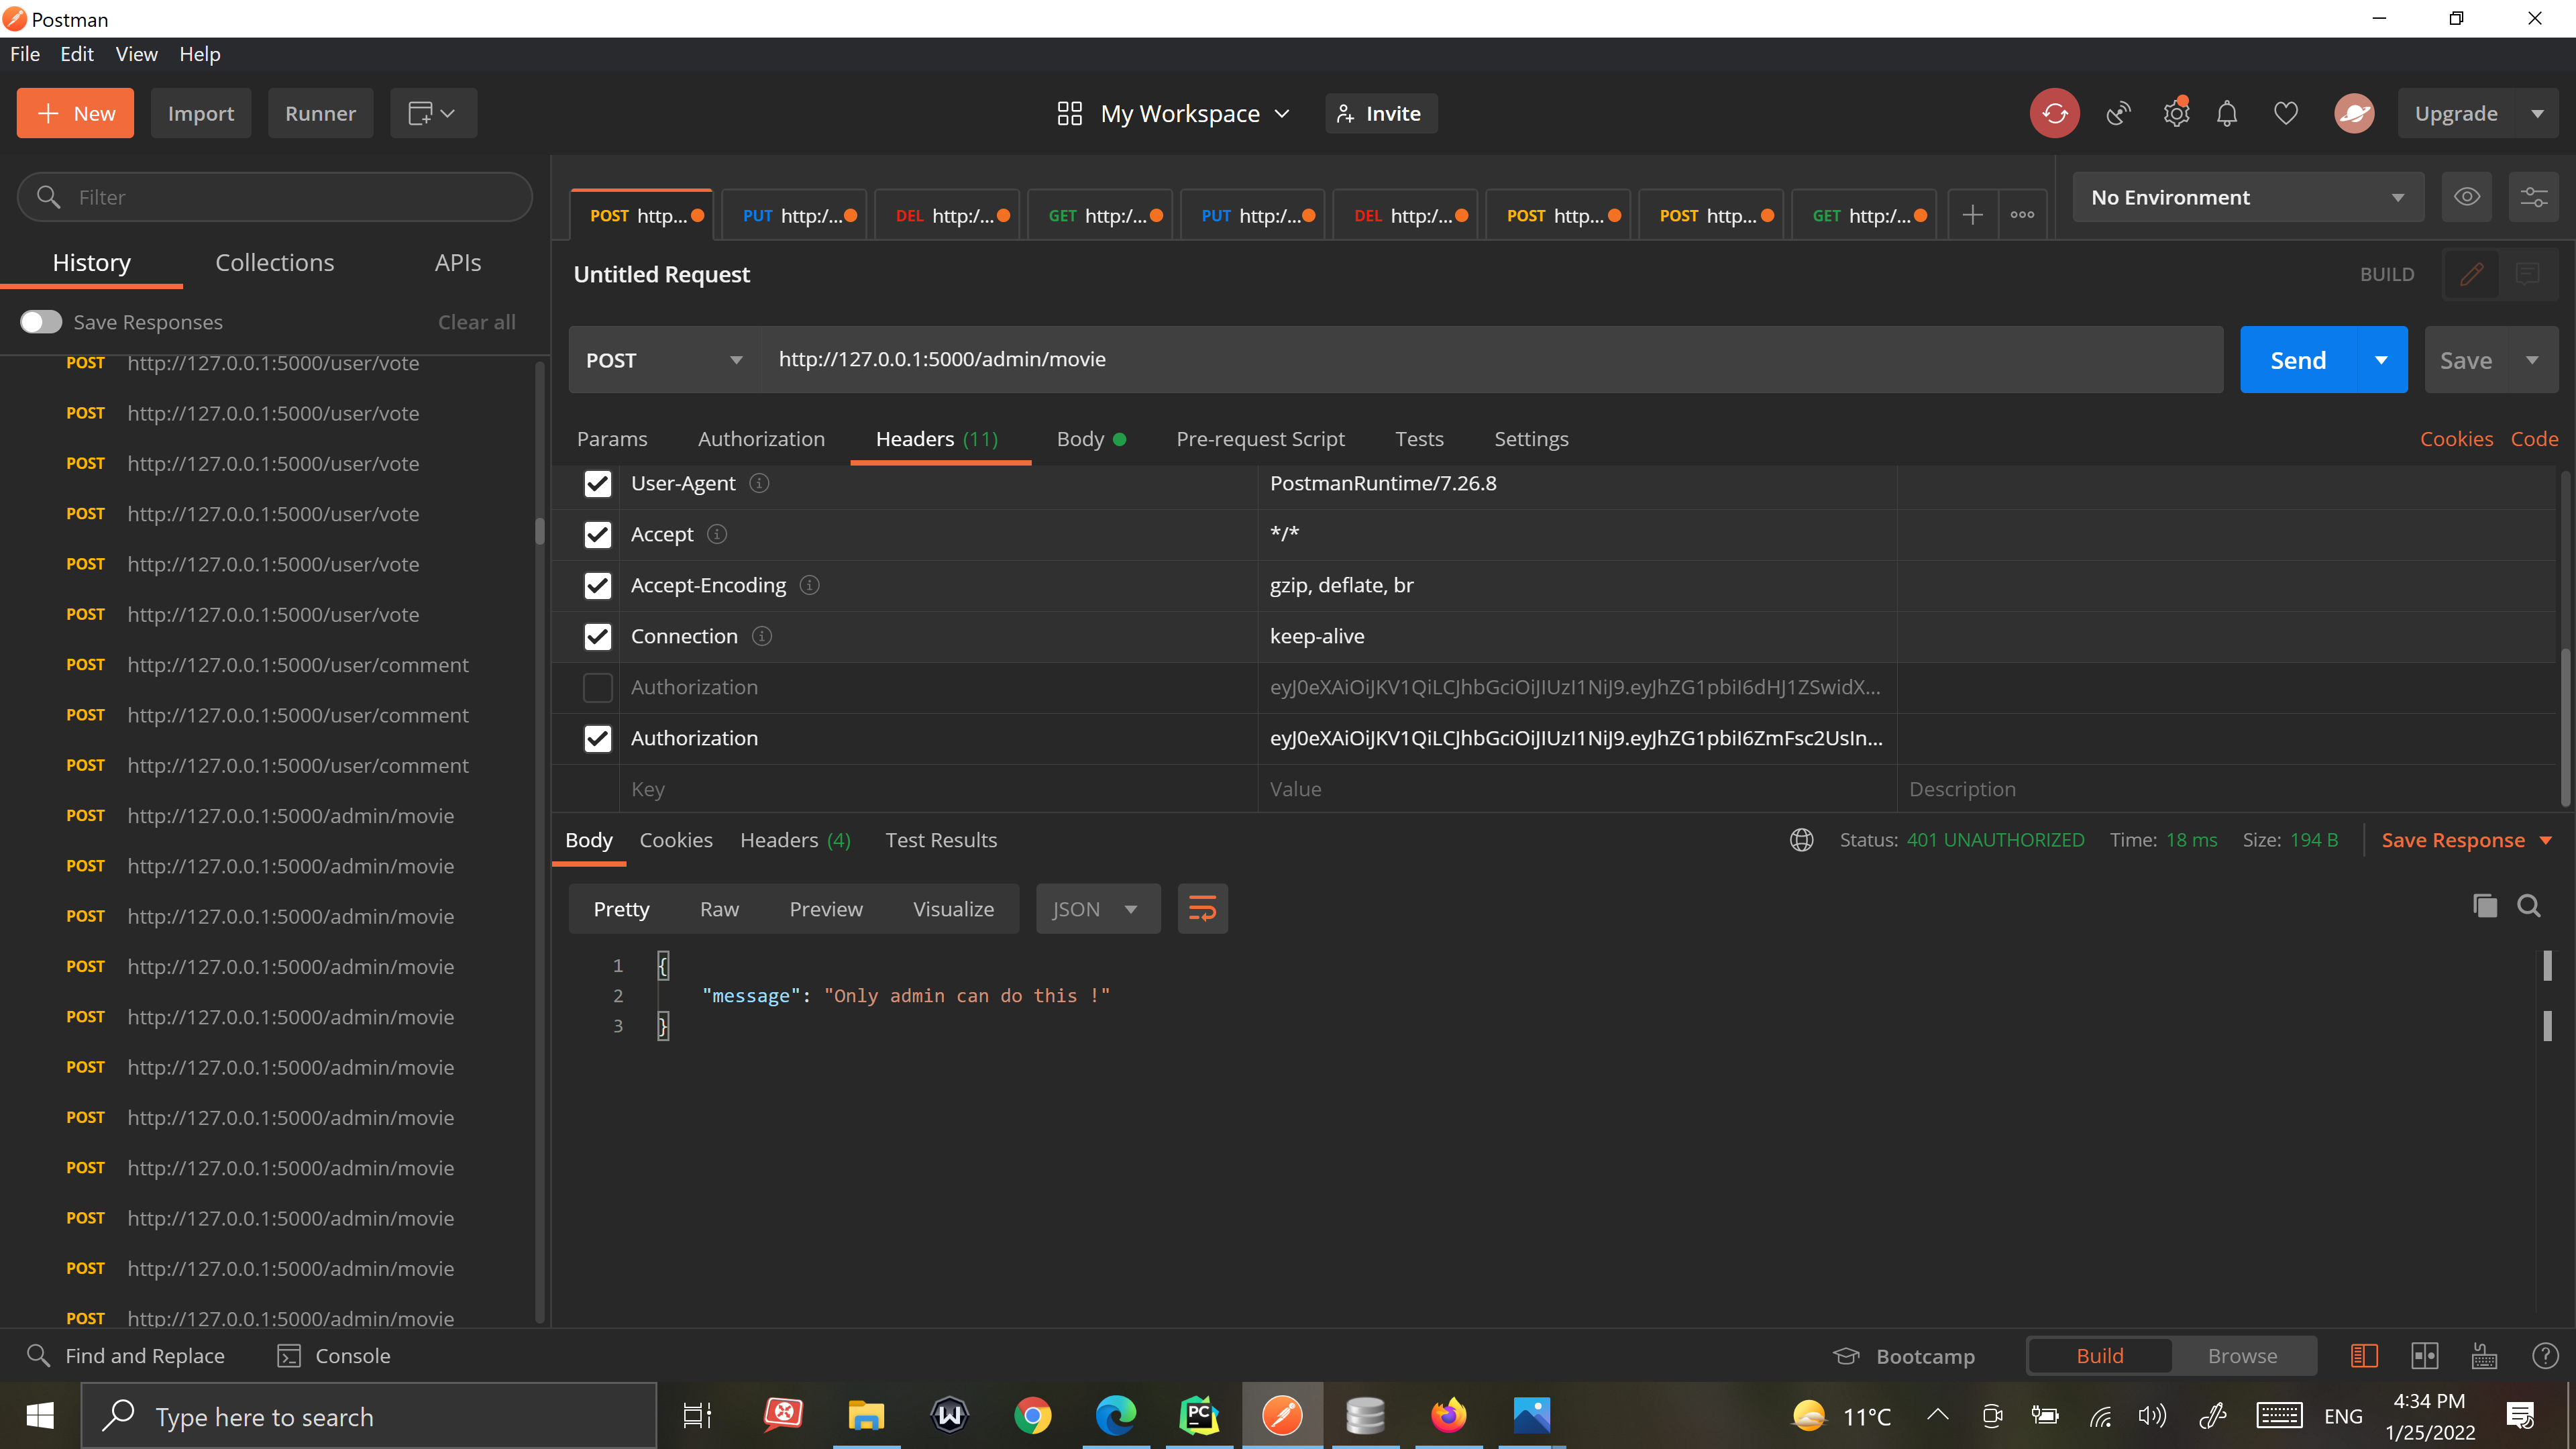 Postman
File Edit View Help
New Import Runner My Workspace Invite Upgrade
Filter
POST http... PUT http:/... DEL http:/... GET http:/... PUT http:/... DEL http:/... POST http... POST http... GET http:/...
No Environment
History Collections APIs
Untitled Request
BUILD
Save Responses Clear all
POST http://127.0.0.1:5000/admin/movie Send Save
POST http://127.0.0.1:5000/user/vote
POST http://127.0.0.1:5000/user/vote
POST http://127.0.0.1:5000/user/vote
POST http://127.0.0.1:5000/user/vote
POST http://127.0.0.1:5000/user/vote
POST http://127.0.0.1:5000/user/vote
POST http://127.0.0.1:5000/user/comment
POST http://127.0.0.1:5000/user/comment
POST http://127.0.0.1:5000/user/comment
POST http://127.0.0.1:5000/admin/movie
POST http://127.0.0.1:5000/admin/movie
POST http://127.0.0.1:5000/admin/movie
POST http://127.0.0.1:5000/admin/movie
POST http://127.0.0.1:5000/admin/movie
POST http://127.0.0.1:5000/admin/movie
POST http://127.0.0.1:5000/admin/movie
POST http://127.0.0.1:5000/admin/movie
POST http://127.0.0.1:5000/admin/movie
POST http://127.0.0.1:5000/admin/movie
POST http://127.0.0.1:5000/admin/movie
Params Authorization Headers (11) Body Pre-request Script Tests Settings Cookies Code
User-Agent PostmanRuntime/7.26.8
Accept */*
Accept-Encoding gzip, deflate, br
Connection keep-alive
Authorization eyJ0eXAiOiJKV1QiLCJhbGciOiJIUzI1NiJ9.eyJhZG1pbiI6dHJ1ZSwidX...
Authorization eyJ0eXAiOiJKV1QiLCJhbGciOiJIUzI1NiJ9.eyJhZG1pbiI6ZmFsc2UsIn...
Key Value Description
Body Cookies Headers (4) Test Results Status: 401 UNAUTHORIZED Time: 18 ms Size: 194 B Save Response
Pretty Raw Preview Visualize JSON
1 {
2 "message": "Only admin can do this !"
3 }
Find and Replace Console Bootcamp Build Browse
Type here to search
PC
11°C ENG
4:34 PM
1/25/2022